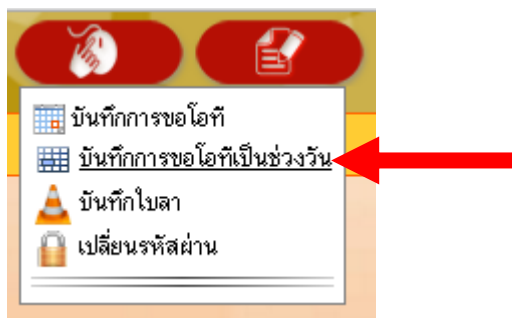 บันทึกการขอโอที
บันทึกการขอโอทีเป็นช่วงวัน
บันทึกใบลา
เปลี่ยนรหัสผ่าน